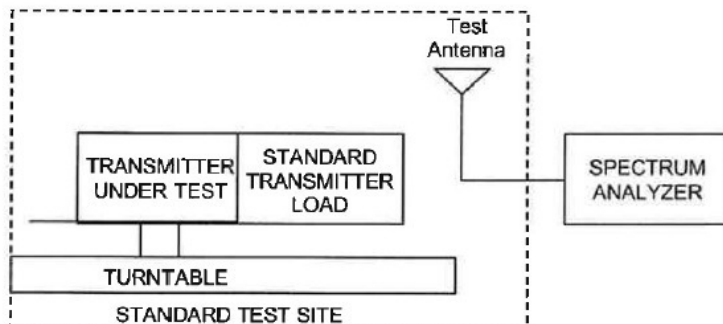 Test
Antenna
TRANSMITTER
UNDER TEST
STANDARD
TRANSMITTER
LOAD
SPECTRUM
ANALYZER
TURNTABLE
STANDARD TEST SITE